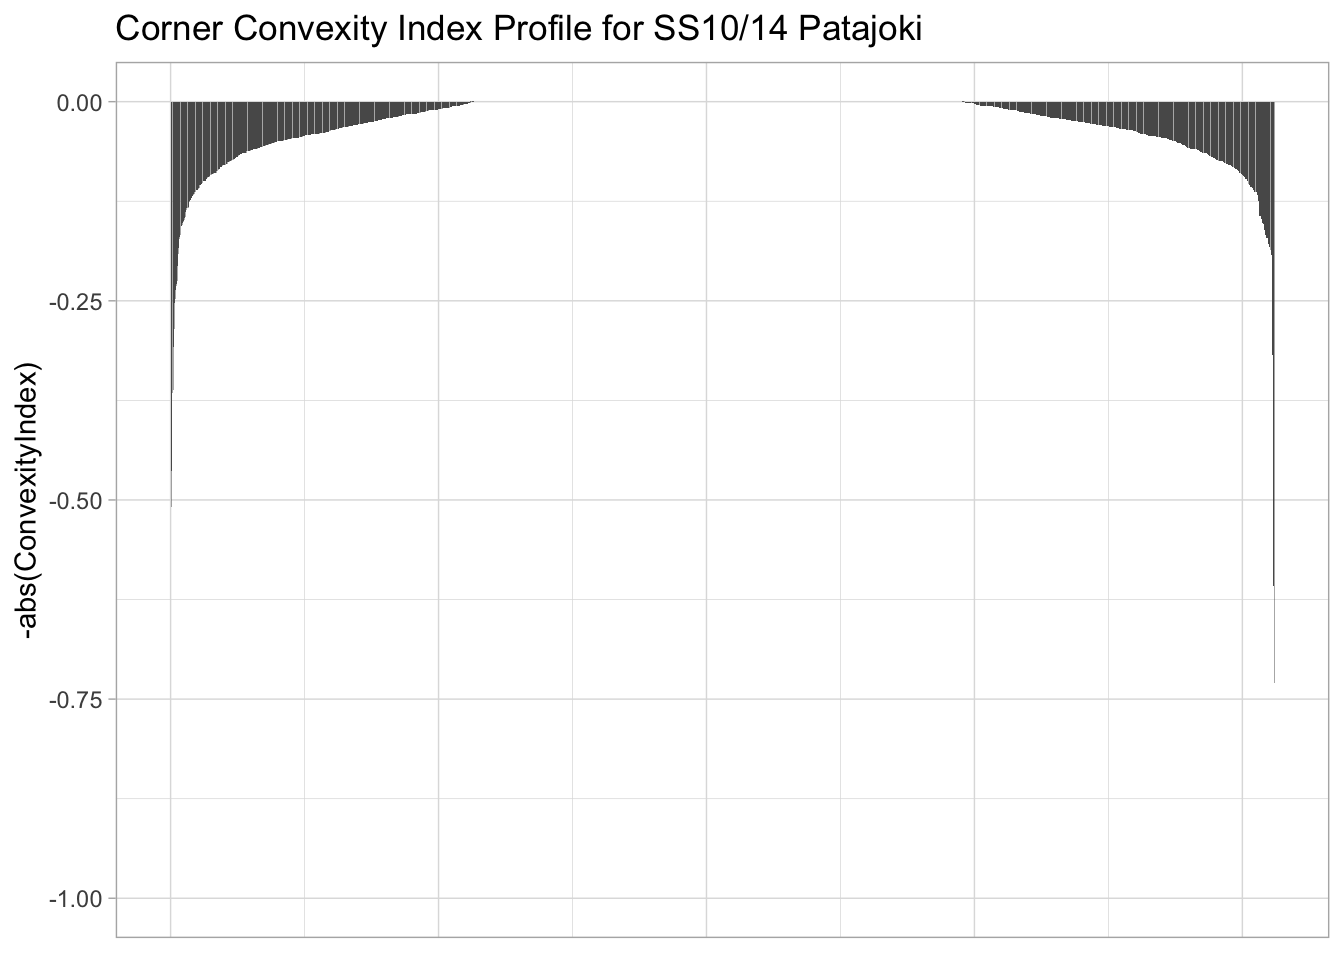 Corner Convexity Index Profile for SS10/14 Patajoki
0.00
-0.25
-0.50
-0.75
-1.00
-abs(ConvexityIndex)